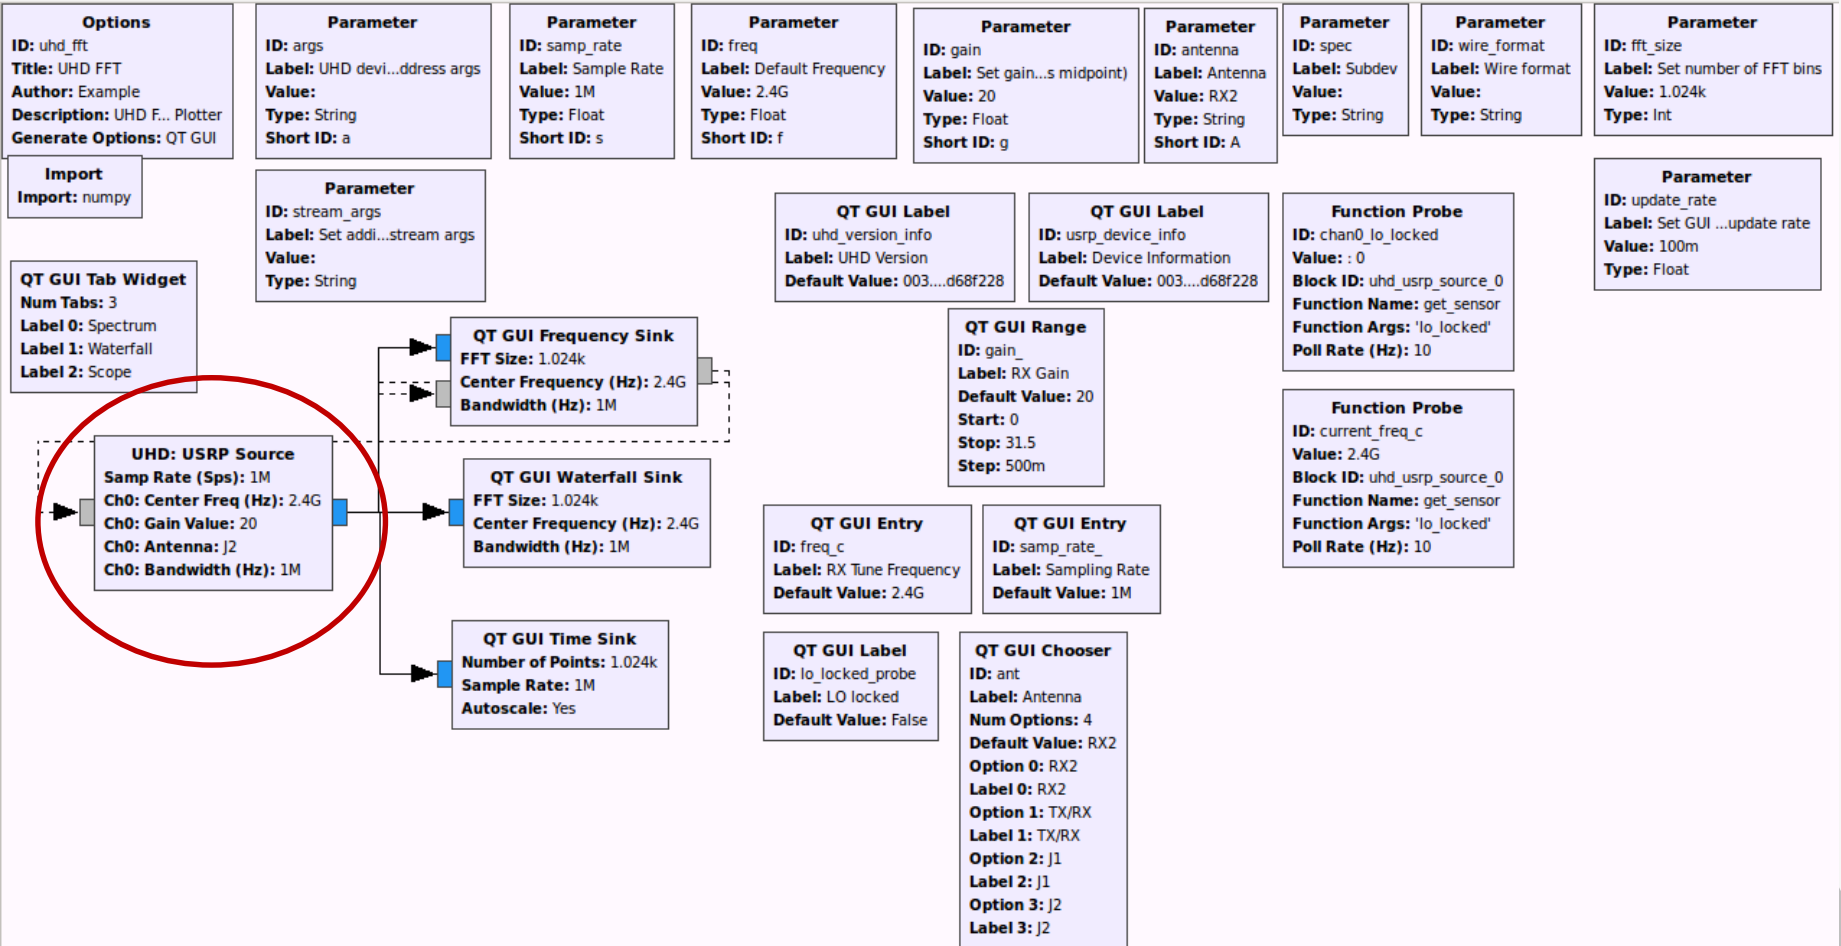 Options
ID: uhd_fft
Title: UHD FFT
Author: Example
Description: UHD F... Plotter
Generate Options: QT GUI
Parameter
ID: args
Label: UHD devi...ddress args
Value:
Type: String
Short ID: a
Parameter
ID: samp_rate
Label: Sample Rate
Value: 1M
Type: Float
Short ID: s
Parameter
ID: freq
Label: Default Frequency
Value: 2.4G
Type: Float
Short ID: f
Parameter
ID: gain
Label: Set gain...s midpoint)
Value: 20
Type: Float
Short ID: g
Parameter
ID: antenna
Label: Antenna
Value: RX2
Type: String
Short ID: A
Parameter
ID: spec
Label: Subdev
Value:
Type: String
Parameter
ID: wire_format
Label: Wire format
Value:
Type: String
Parameter
ID: fft_size
Label: Set number of FFT bins
Value: 1.024k
Type: Int
Import
Import: numpy
Parameter
ID: stream_args
Label: Set addi...stream args
Value:
Type: String
QT GUI Label
ID: uhd_version_info
Label: UHD Version
Default Value: 003....d68f228
QT GUI Label
ID: usrp_device_info
Label: Device Information
Default Value: 003....d68f228
Function Probe
ID: chan0_lo_locked
Value: : 0
Block ID: uhd_usrp_source_0
Function Name: get_sensor
Function Args: 'lo_locked'
Poll Rate (Hz): 10
Parameter
ID: update_rate
Label: Set GUI ...update rate
Value: 100m
Type: Float
QT GUI Tab Widget
Num Tabs: 3
Label 0: Spectrum
Label 1: Waterfall
Label 2: Scope
QT GUI Frequency Sink
FFT Size: 1.024k
Center Frequency (Hz): 2.4G
Bandwidth (Hz): 1M
QT GUI Range
ID: gain_
Label: RX Gain
Default Value: 20
Start: 0
Stop: 31.5
Step: 500m
Function Probe
ID: current_freq_c
Value: 2.4G
Block ID: uhd_usrp_source_0
Function Name: get_sensor
Function Args: 'lo_locked'
Poll Rate (Hz): 10
UHD: USRP Source
Samp Rate (Sps): 1M
Ch0: Center Freq (Hz): 2.4G
Ch0: Gain Value: 20
Ch0: Antenna: J2
Ch0: Bandwidth (Hz): 1M
QT GUI Waterfall Sink
FFT Size: 1.024k
Center Frequency (Hz): 2.4G
Bandwidth (Hz): 1M
QT GUI Entry
ID: freq_c
Label: RX Tune Frequency
Default Value: 2.4G
QT GUI Entry
ID: samp_rate_
Label: Sampling Rate
Default Value: 1M
QT GUI Time Sink
Number of Points: 1.024k
Sample Rate: 1M
Autoscale: Yes
QT GUI Label
ID: lo_locked_probe
Label: LO locked
Default Value: False
QT GUI Chooser
ID: ant
Label: Antenna
Num Options: 4
Default Value: RX2
Option 0: RX2
Label 0: RX2
Option 1: TX/RX
Label 1: TX/RX
Option 2: J1
Label 2: J1
Option 3: J2
Label 3: J2